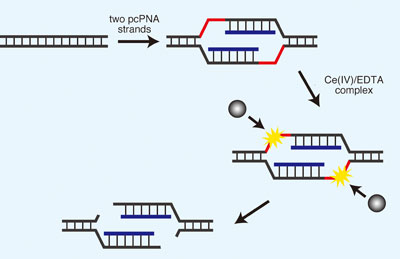 two pcPNA
strands
Ce(IV)/EDTA
complex